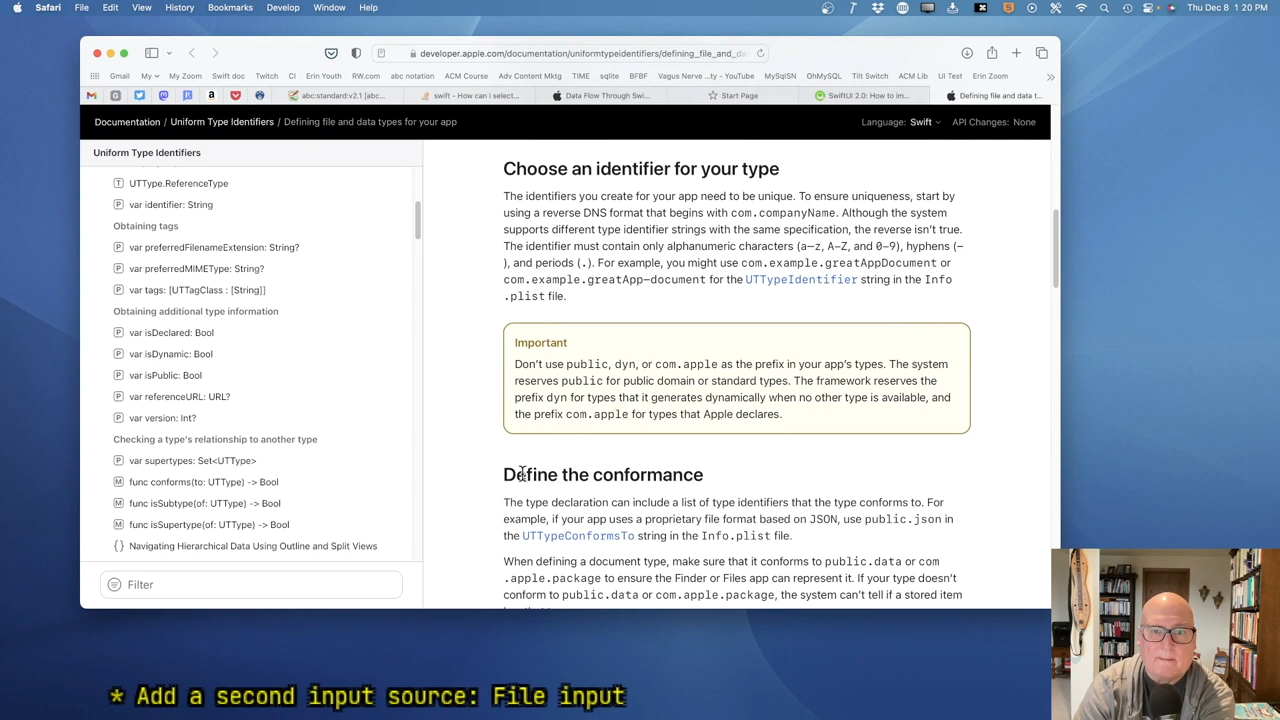 Safari File Edit View History Bookmarks Develop Window Help
Thu Dec 8 1:20 PM
developer.apple.com/documentation/uniformtypeidentifiers/defining_file_and_da
Gmail My My Zoom Swift doc Twitch CI Erin Youth RW.com abc notation ACM Course Adv Content Mktg TIME sqlite BFBF Vagus Nerve ...ty - YouTube MySQlSN OhMySQL Tilt Switch ACM Lib UI Test Erin Zoom
abc:standard:v2.1 [abc... swift - How can I select... Data Flow Through Swi... Start Page SwiftUI 2.0: How to im... Defining file and data t...
Documentation / Uniform Type Identifiers / Defining file and data types for your app
Language: Swift API Changes: None
Uniform Type Identifiers
T UTType.ReferenceType
P var identifier: String
Obtaining tags
P var preferredFilenameExtension: String?
P var preferredMIMEType: String?
P var tags: [UTTagClass : [String]]
Obtaining additional type information
P var isDeclared: Bool
P var isDynamic: Bool
P var isPublic: Bool
P var referenceURL: URL?
P var version: Int?
Checking a type's relationship to another type
P var supertypes: Set<UTType>
M func conforms(to: UTType) -> Bool
M func isSubtype(of: UTType) -> Bool
M func isSupertype(of: UTType) -> Bool
{} Navigating Hierarchical Data Using Outline and Split Views
Filter
Choose an identifier for your type
The identifiers you create for your app need to be unique. To ensure uniqueness, start by
using a reverse DNS format that begins with com.companyName. Although the system
supports different type identifier strings with the same specification, the reverse isn't true.
The identifier must contain only alphanumeric characters (a–z, A–Z, and 0–9), hyphens (–
), and periods (.). For example, you might use com.example.greatAppDocument or
com.example.greatApp-document for the UTTypeIdentifier string in the Info
.plist file.
Important
Don't use public, dyn, or com.apple as the prefix in your app's types. The system
reserves public for public domain or standard types. The framework reserves the
prefix dyn for types that it generates dynamically when no other type is available, and
the prefix com.apple for types that Apple declares.
Define the conformance
The type declaration can include a list of type identifiers that the type conforms to. For
example, if your app uses a proprietary file format based on JSON, use public.json in
the UTTypeConformsTo string in the Info.plist file.
When defining a document type, make sure that it conforms to public.data or com
.apple.package to ensure the Finder or Files app can represent it. If your type doesn't
conform to public.data or com.apple.package, the system can't tell if a stored item
* Add a second input source: File input